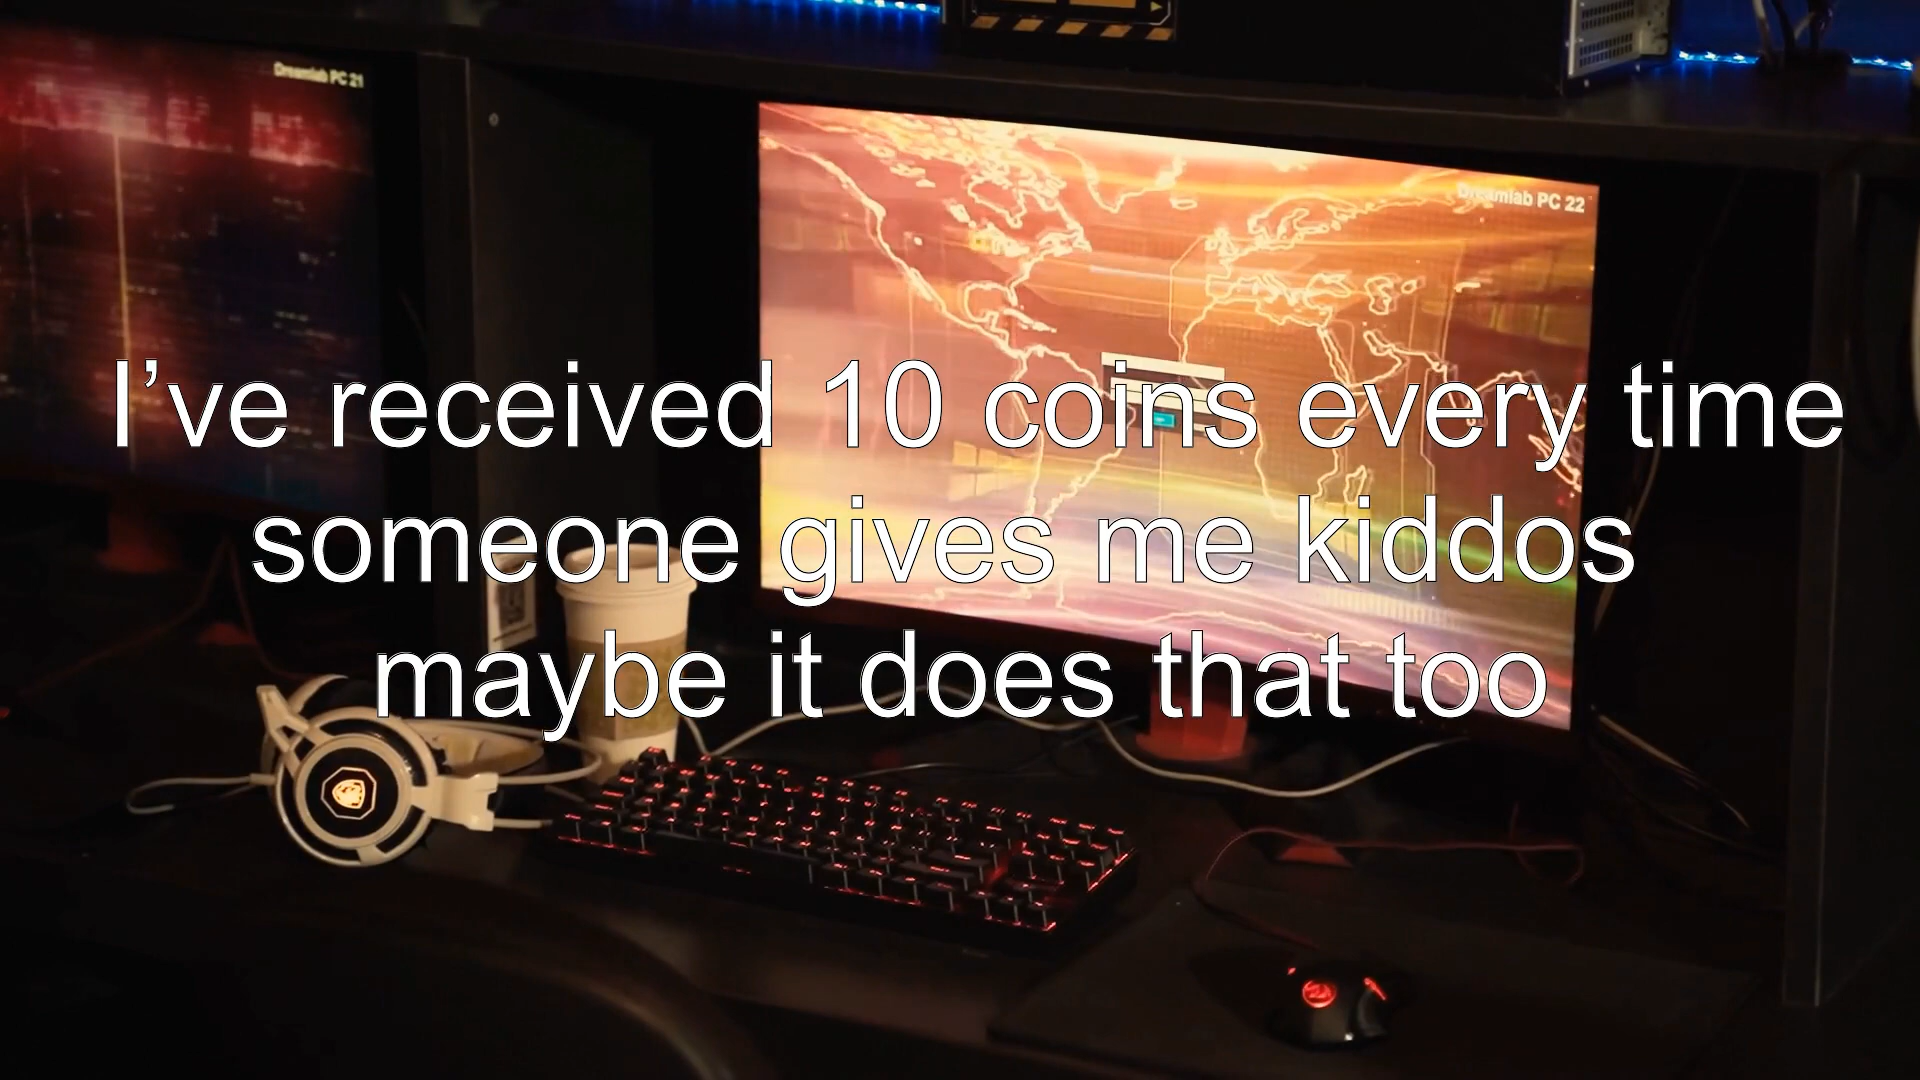 Dreamlab PC 21
Dreamlab PC 22
I’ve received 10 coins every time
someone gives me kiddos
maybe it does that too